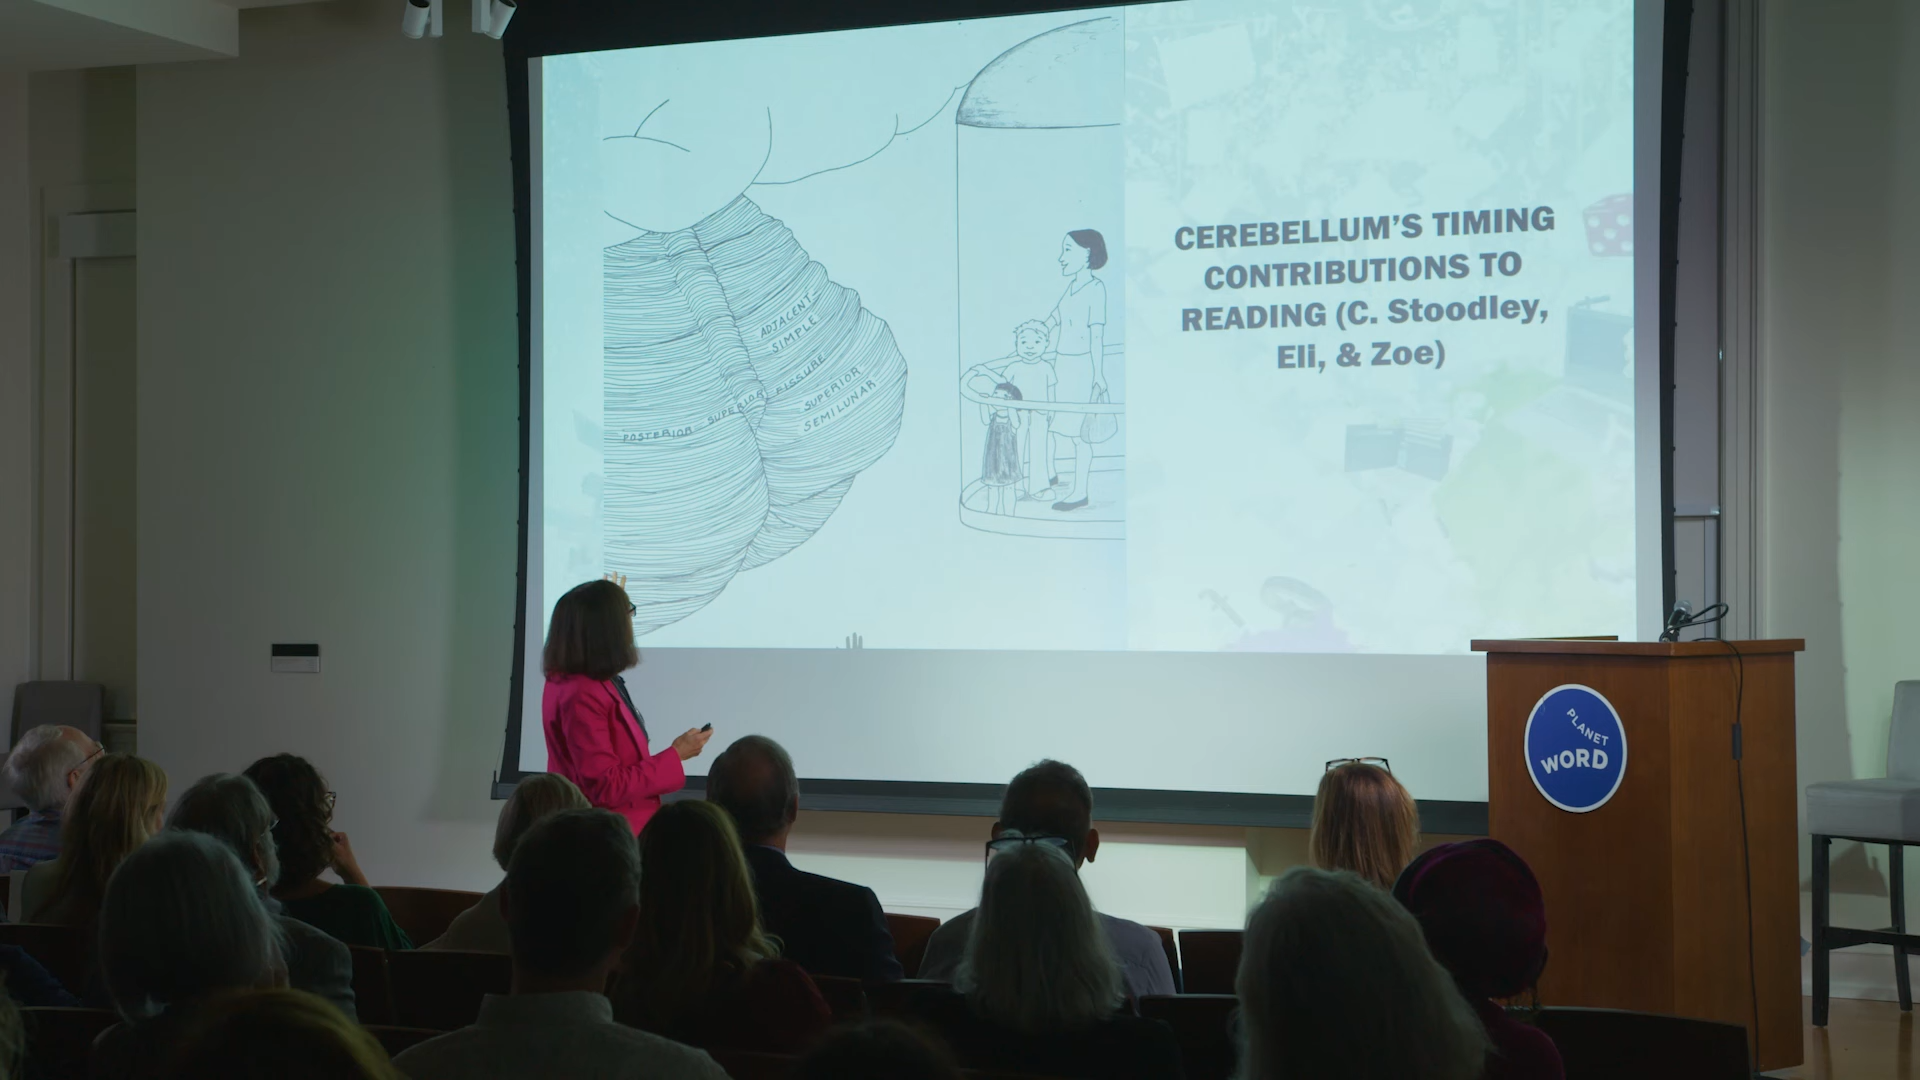 ADJACENT
SIMPLE
POSTERIOR SUPERIOR FISSURE
SUPERIOR
SEMILUNAR
CEREBELLUM’S TIMING
CONTRIBUTIONS TO
READING (C. Stoodley,
Eli, & Zoe)
PLANET
WORD